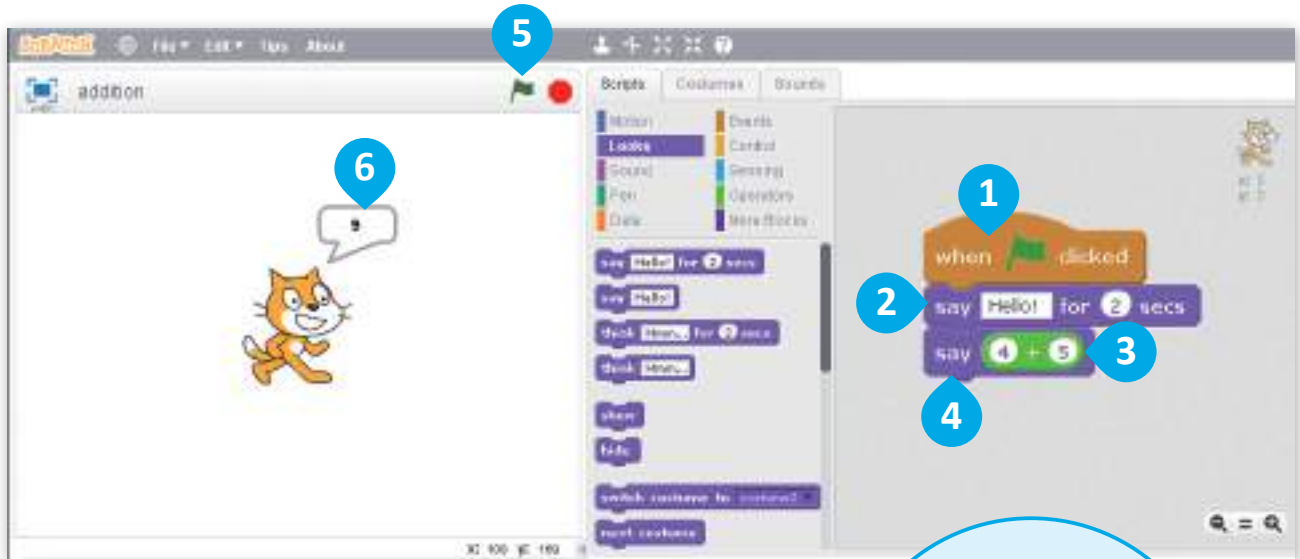 5
SCRATCH File Edit Tips About
addition
Scripts Costumes Sounds
Motion Events
Looks Control
Sound Sensing
Pen Operators
Data More Blocks
6
9
say Hello! for 2 secs
say Hello!
think Hmm... for 2 secs
think Hmm...
show
hide
switch costume to costume2
next costume
1
when clicked
2
say Hello! for 2 secs
say 4 + 5
3
4